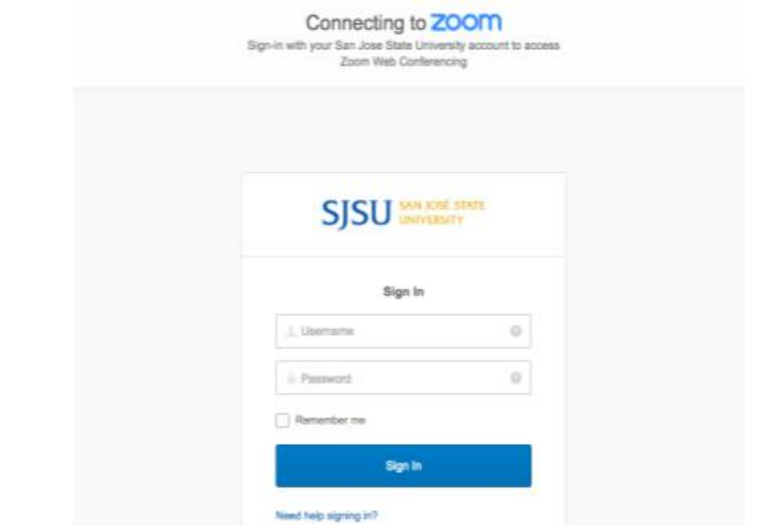 Connecting to zoom
Sign-in with your San Jose State University account to access
Zoom Web Conferencing
SJSU SAN JOSÉ STATE
UNIVERSITY
Sign In
Username
Password
Remember me
Sign In
Need help signing in?